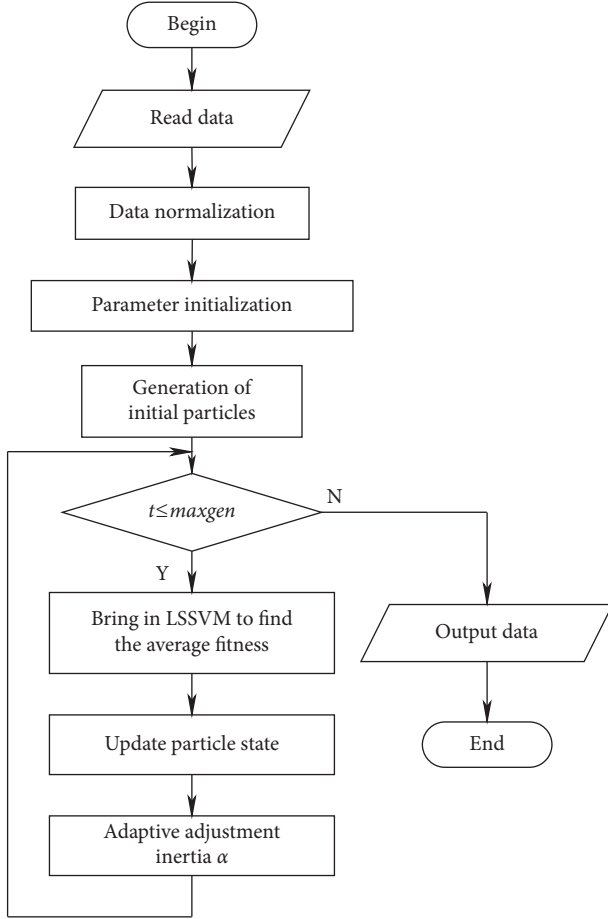 Begin
Read data
Data normalization
Parameter initialization
Generation of
initial particles
t≤maxgen
N
Y
Bring in LSSVM to find
the average fitness
Output data
Update particle state
End
Adaptive adjustment
inertia α